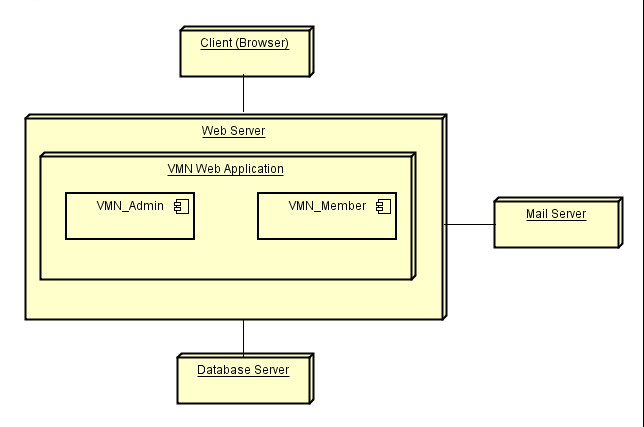 Client (Browser)
Web Server
VMN Web Application
VMN_Admin
VMN_Member
Mail Server
Database Server